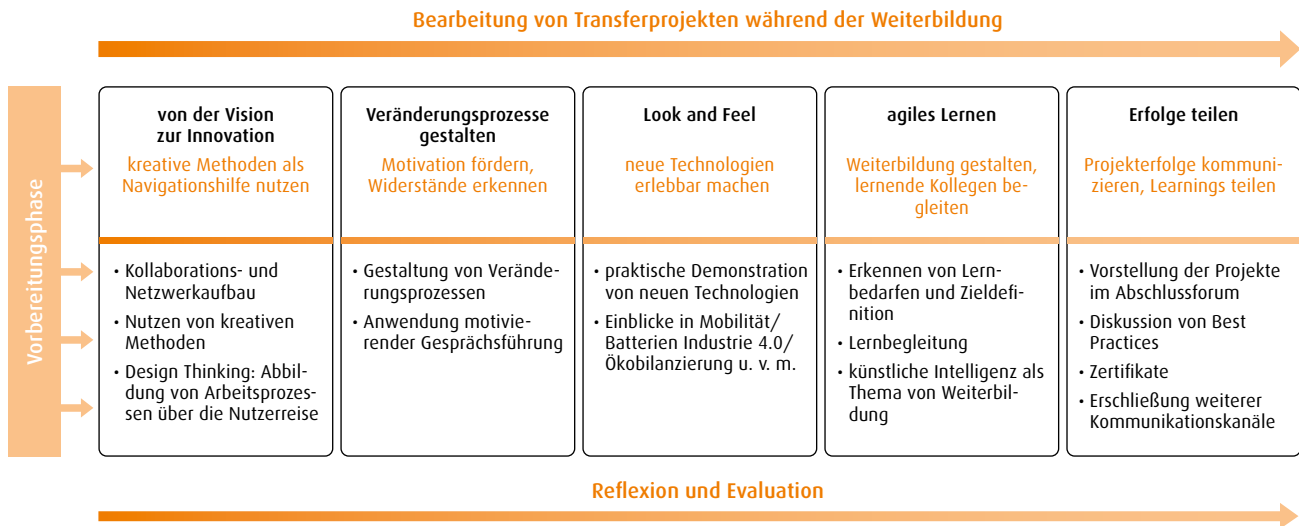 Bearbeitung von Transferprojekten während der Weiterbildung
Vorbereitungsphase
von der Vision
zur Innovation
kreative Methoden als
Navigationshilfe nutzen
• Kollaborations- und
Netzwerkaufbau
• Nutzen von kreativen
Methoden
• Design Thinking: Abbil-
dung von Arbeitsprozes-
sen über die Nutzerreise
Veränderungsprozesse
gestalten
Motivation fördern,
Widerstände erkennen
• Gestaltung von Verände-
rungsprozessen
• Anwendung motivie-
render Gesprächsführung
Look and Feel
neue Technologien
erlebbar machen
• praktische Demonstration
von neuen Technologien
• Einblicke in Mobilität/
Batterien Industrie 4.0/
Ökobilanzierung u. v. m.
agiles Lernen
Weiterbildung gestalten,
lernende Kollegen be-
gleiten
• Erkennen von Lern-
bedarfen und Zieldefi-
nition
• Lernbegleitung
• künstliche Intelligenz als
Thema von Weiterbil-
dung
Erfolge teilen
Projekterfolge kommuni-
zieren, Learnings teilen
• Vorstellung der Projekte
im Abschlussforum
• Diskussion von Best
Practices
• Zertifikate
• Erschließung weiterer
Kommunikationskanäle
Reflexion und Evaluation